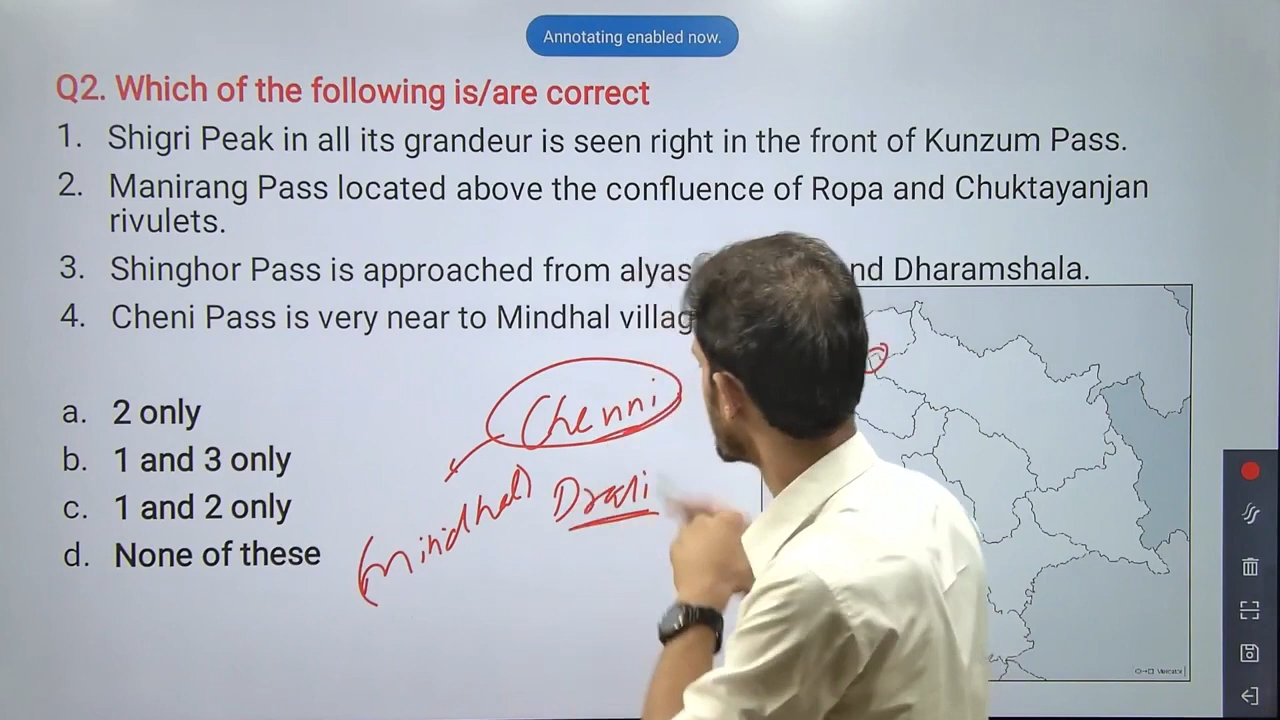 Annotating enabled now.
Q2. Which of the following is/are correct
1. Shigri Peak in all its grandeur is seen right in the front of Kunzum Pass.
2. Manirang Pass located above the confluence of Ropa and Chuktayanjan
rivulets.
3. Shinghor Pass is approached from alyas nd Dharamshala.
4. Cheni Pass is very near to Mindhal villag
Chenni
a. 2 only
b. 1 and 3 only
mindhal
c. 1 and 2 only
d. None of these